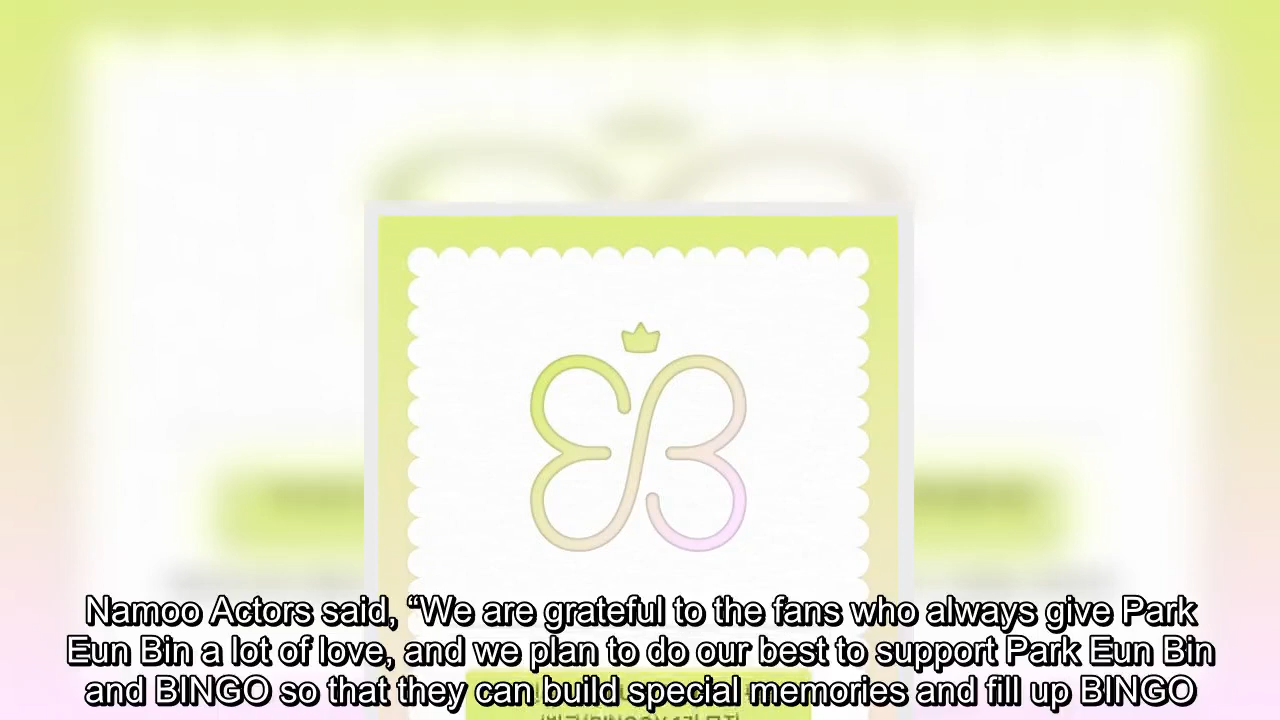 Namoo Actors said, “We are grateful to the fans who always give Park
Eun Bin a lot of love, and we plan to do our best to support Park Eun Bin
and BINGO so that they can build special memories and fill up BINGO